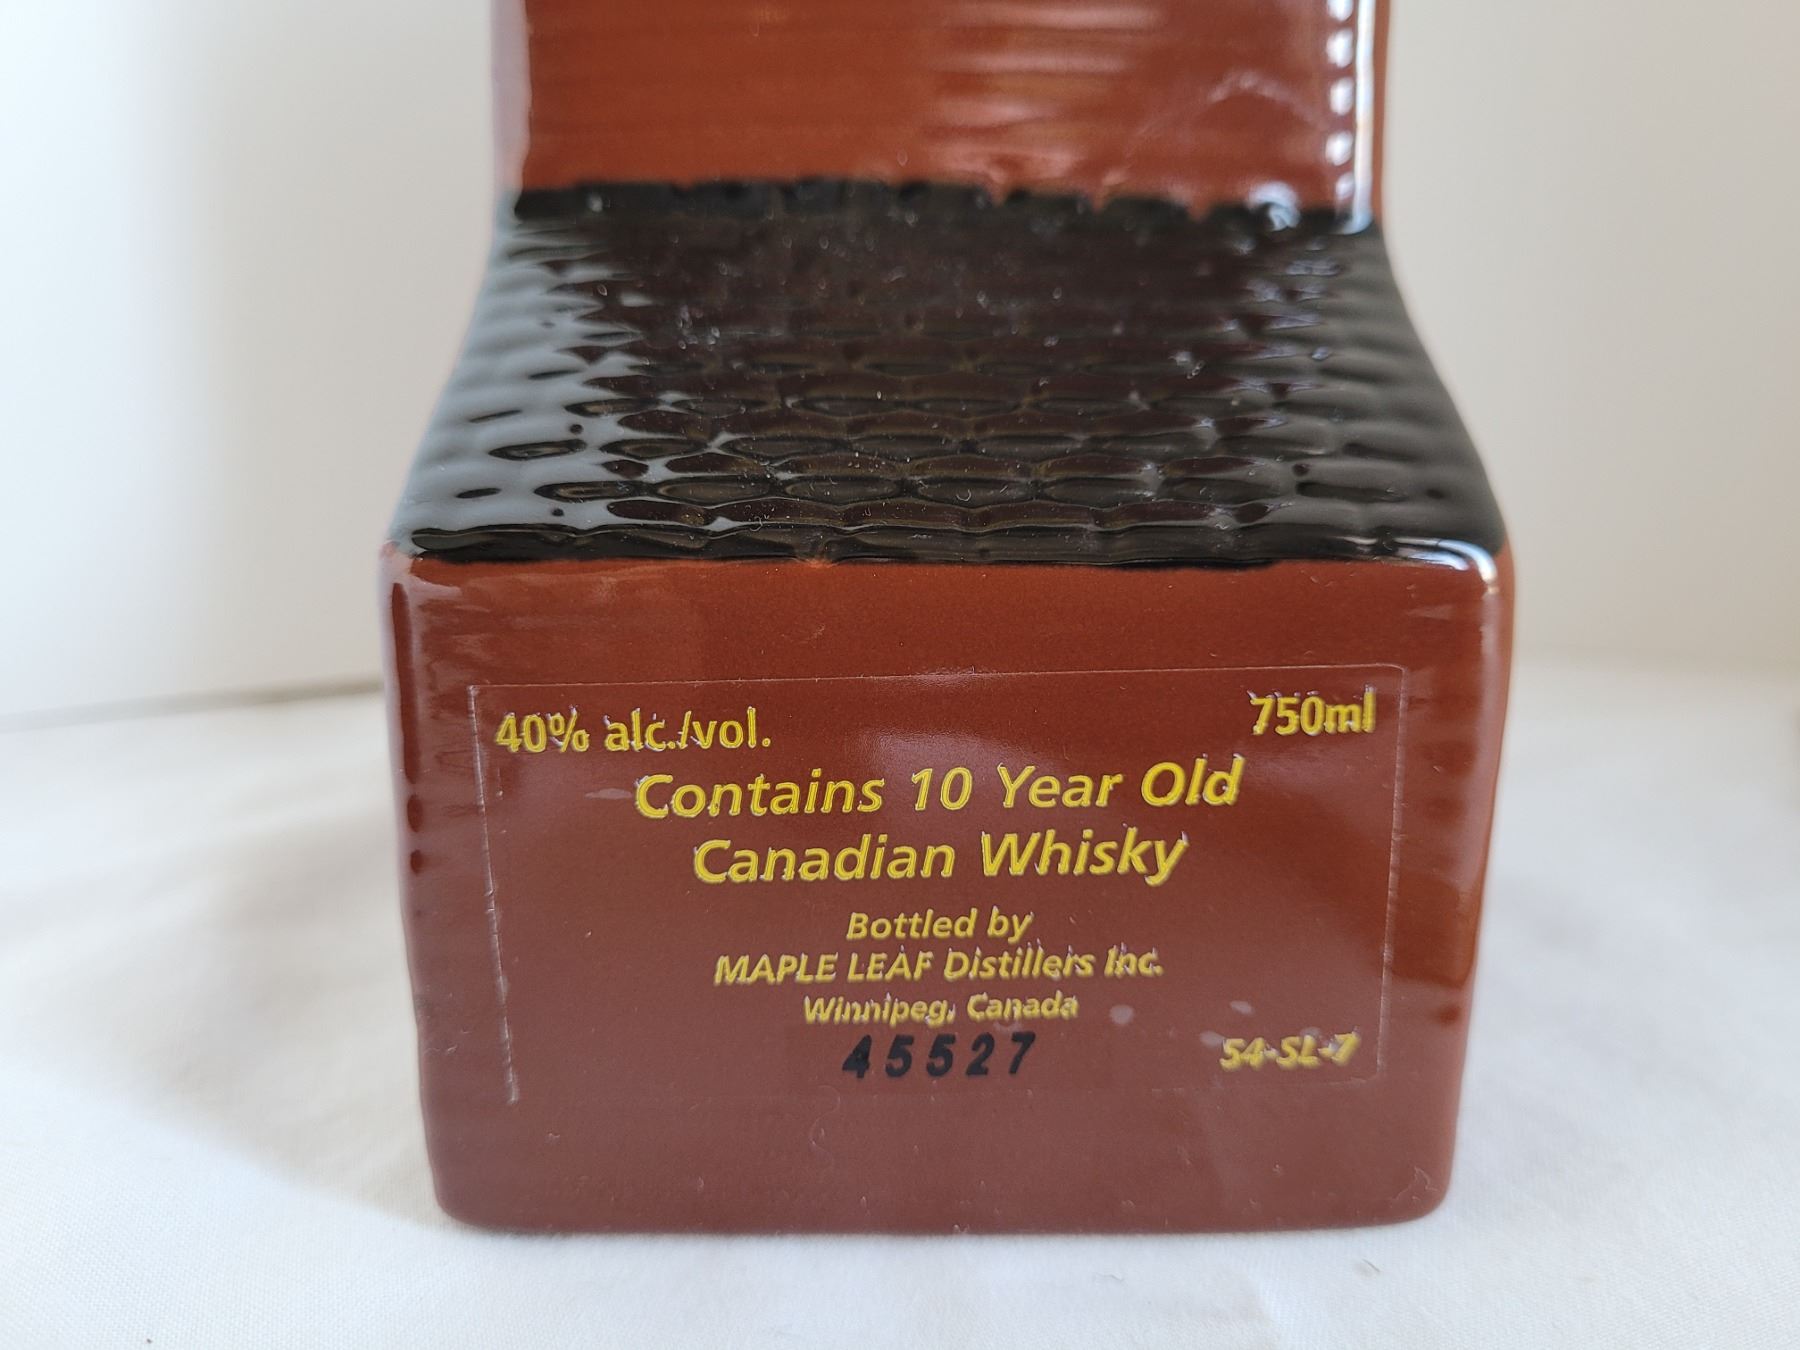 40% alc./vol. 750ml
Contains 10 Year Old
Canadian Whisky
Bottled by
MAPLE LEAF Distillers Inc.
Winnipeg, Canada
45527
54-SL-7